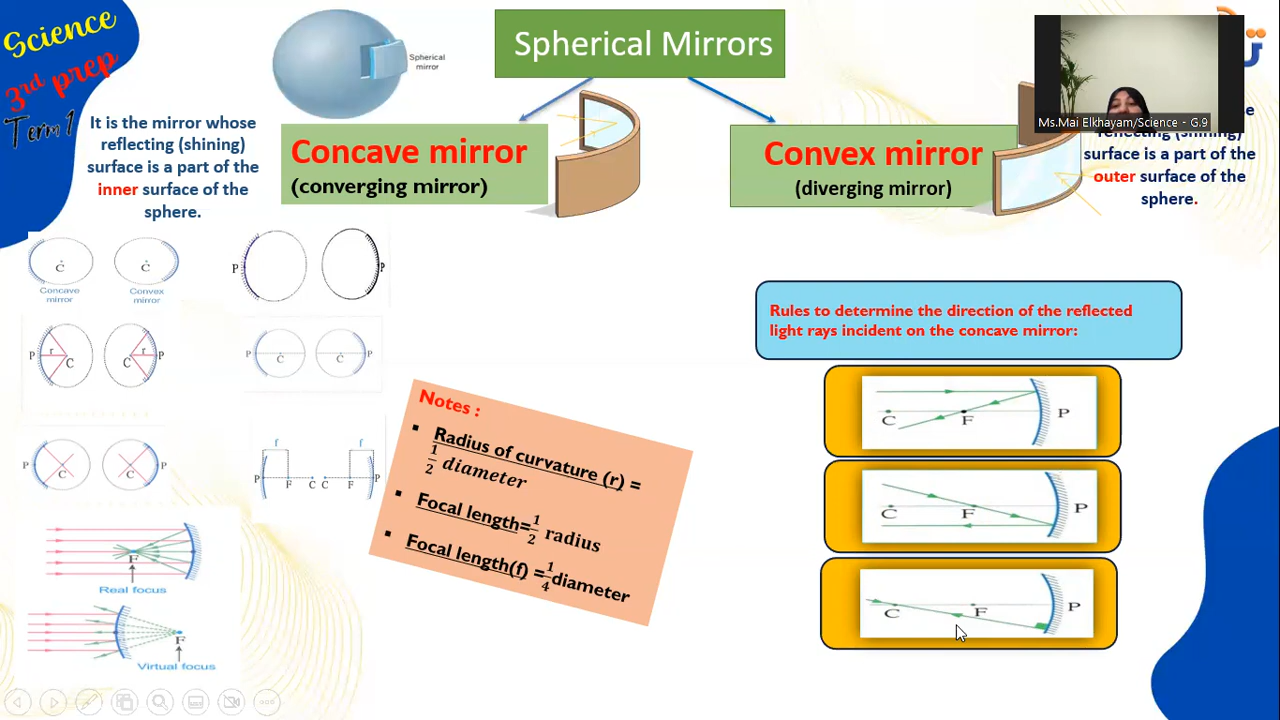 Science
3rd prep
Term 1
Spherical
mirror
Spherical Mirrors
Ms.Mai Elkhayam/Science - G.9
It is the mirror whose
reflecting (shining)
surface is a part of the
inner surface of the
sphere.
Concave mirror
(converging mirror)
Convex mirror
(diverging mirror)
reflecting (shining)
surface is a part of the
outer surface of the
sphere.
C
C
Concave
mirror
Convex
mirror
P
P
P r C
C r P
P C
C P
P C
C P
f
f
P F C
C F P
F
Real focus
F
Virtual focus
Notes :
• Radius of curvature (r) =
1/2 diameter
• Focal length=1/2 radius
• Focal length(f) =1/4diameter
Rules to determine the direction of the reflected
light rays incident on the concave mirror:
C F P
C F P
C F P